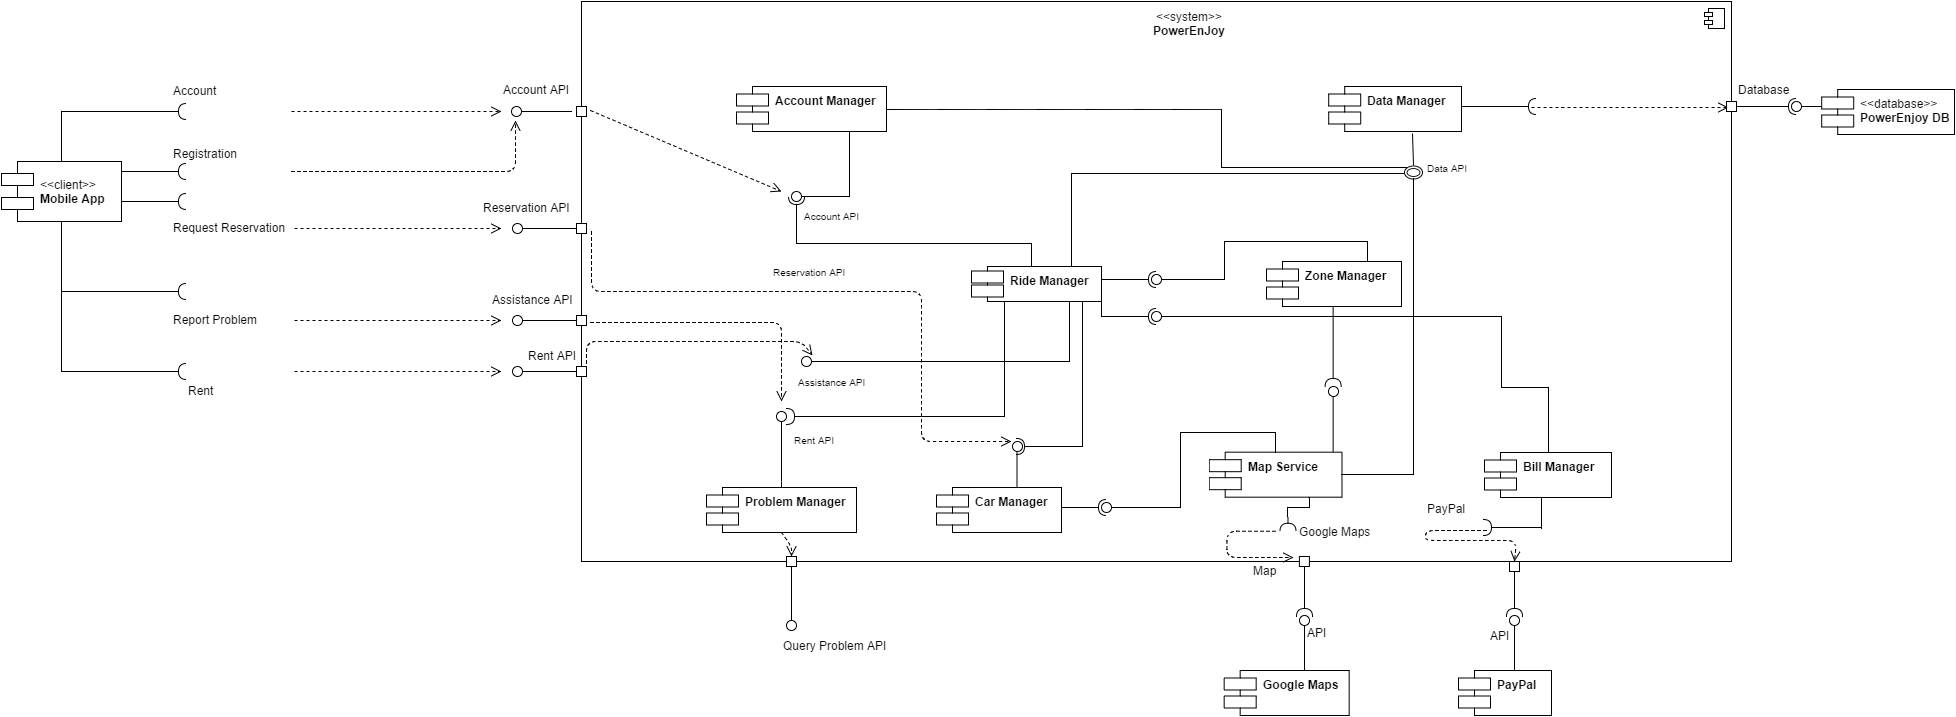 <<system>>
PowerEnJoy
Account
Account API
Account Manager
Data Manager
Database
<<database>>
PowerEnjoy DB
Registration
Data API
<<client>>
Mobile App
Reservation API
Account API
Request Reservation
Reservation API
Ride Manager
Zone Manager
Assistance API
Report Problem
Rent API
Assistance API
Rent
Rent API
Map Service
Bill Manager
Problem Manager
Car Manager
PayPal
Google Maps
Map
API
API
Query Problem API
Google Maps
PayPal